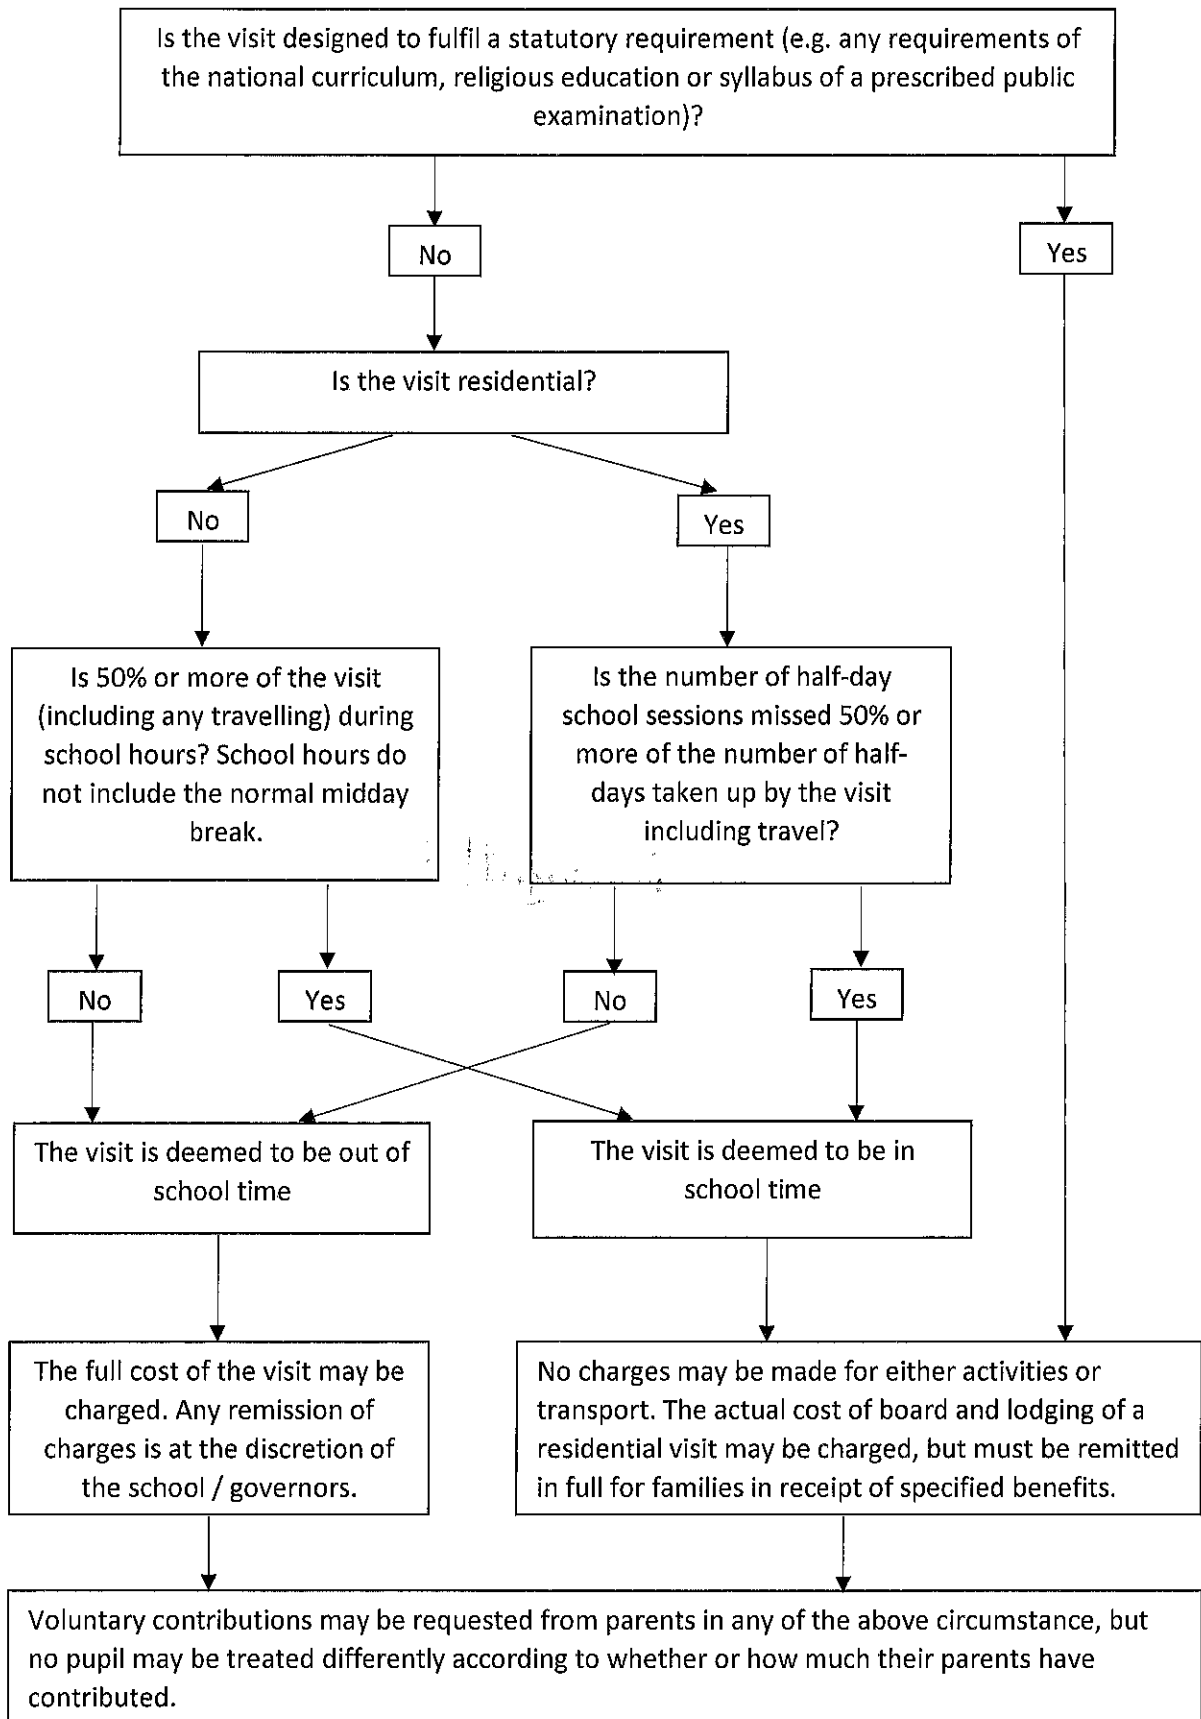 Is the visit designed to fulfil a statutory requirement (e.g. any requirements of
the national curriculum, religious education or syllabus of a prescribed public
examination)?
No
Yes
Is the visit residential?
No
Yes
Is 50% or more of the visit
(including any travelling) during
school hours? School hours do
not include the normal midday
break.
Is the number of half-day
school sessions missed 50% or
more of the number of half-
days taken up by the visit
including travel?
No
Yes
No
Yes
The visit is deemed to be out of
school time
The visit is deemed to be in
school time
The full cost of the visit may be
charged. Any remission of
charges is at the discretion of
the school / governors.
No charges may be made for either activities or
transport. The actual cost of board and lodging of a
residential visit may be charged, but must be remitted
in full for families in receipt of specified benefits.
Voluntary contributions may be requested from parents in any of the above circumstance, but
no pupil may be treated differently according to whether or how much their parents have
contributed.